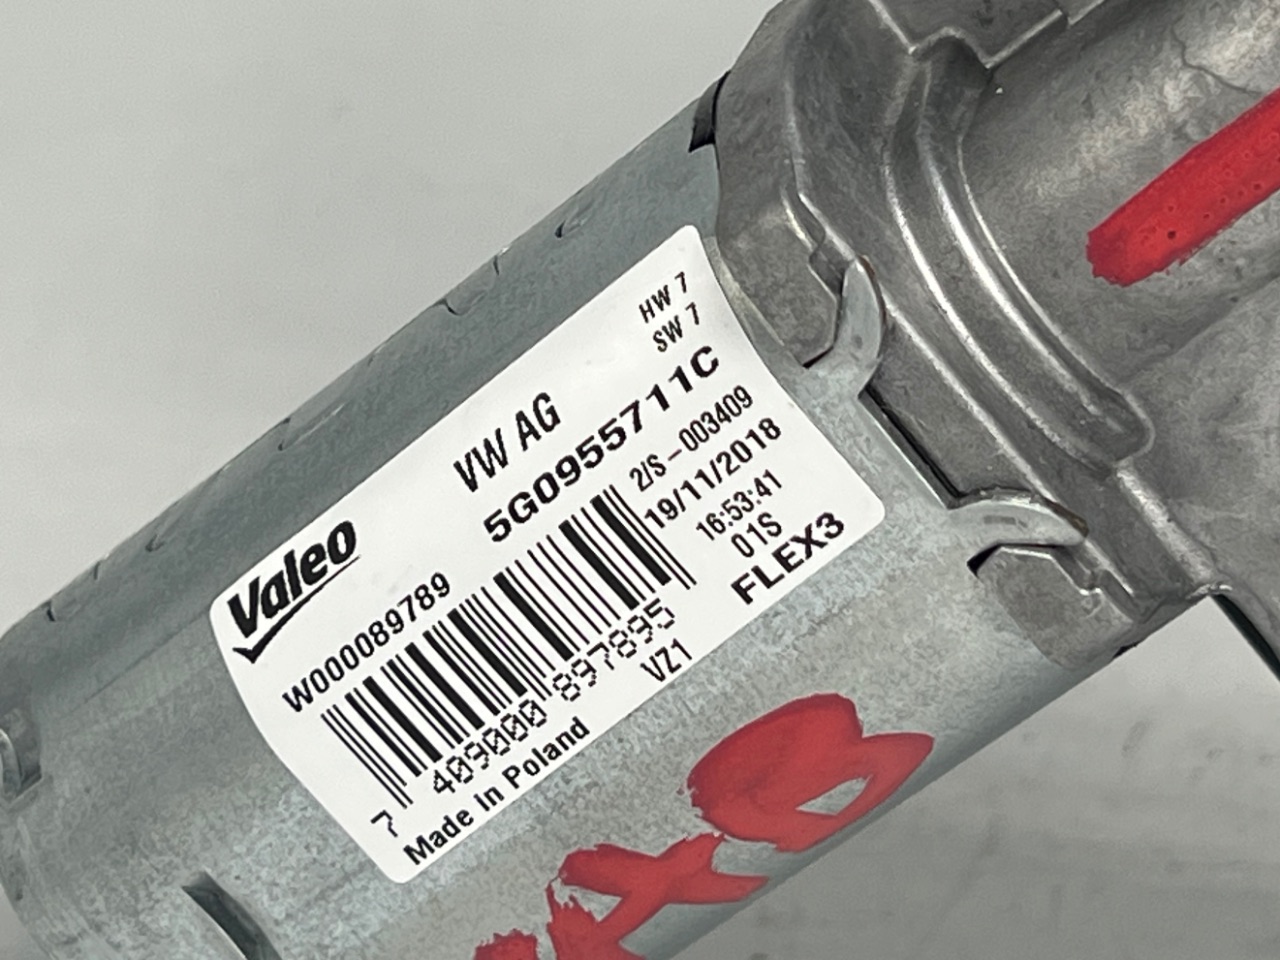 HW 7
SW 7
VW AG
5G0955711C
2/S-003409
19/11/2018
16:53:41
01S
FLEX3
Valeo
W000089789
7 409000 897895
VZ1
Made In Poland